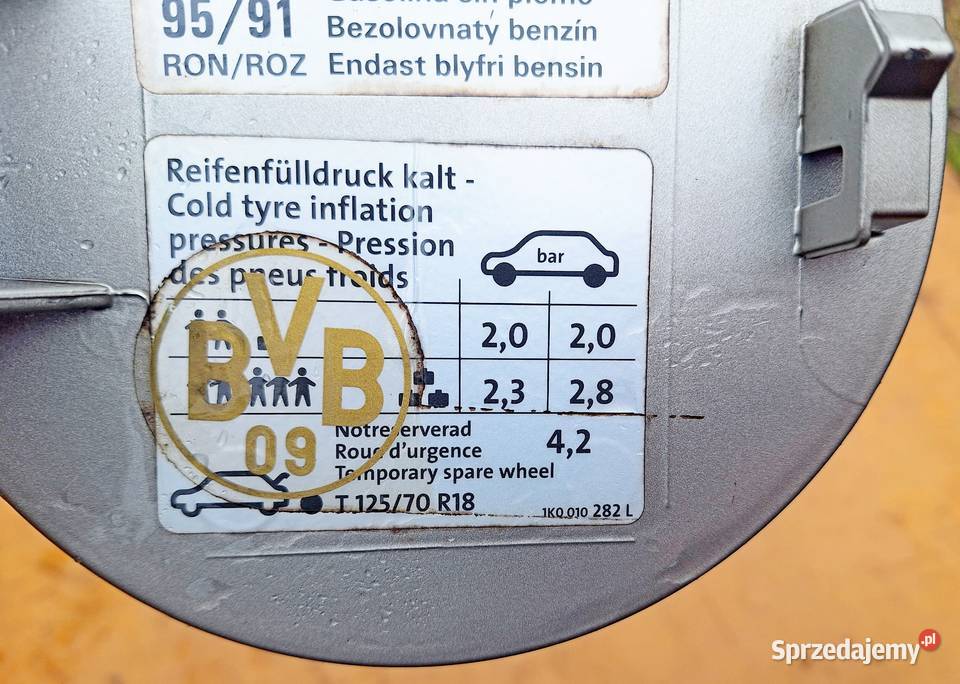 95/91
Bezolovnaty benzín
RON/ROZ Endast blyfri bensin
Reifenfülldruck kalt -
Cold tyre inflation
pressures - Pression
des pneus froids
bar
2,0 2,0
2,3 2,8
BVB
09
Notreserverad
Roue d'urgence 4,2
Temporary spare wheel
T 125/70 R18
1K0 010 282 L
Sprzedajemy.pl